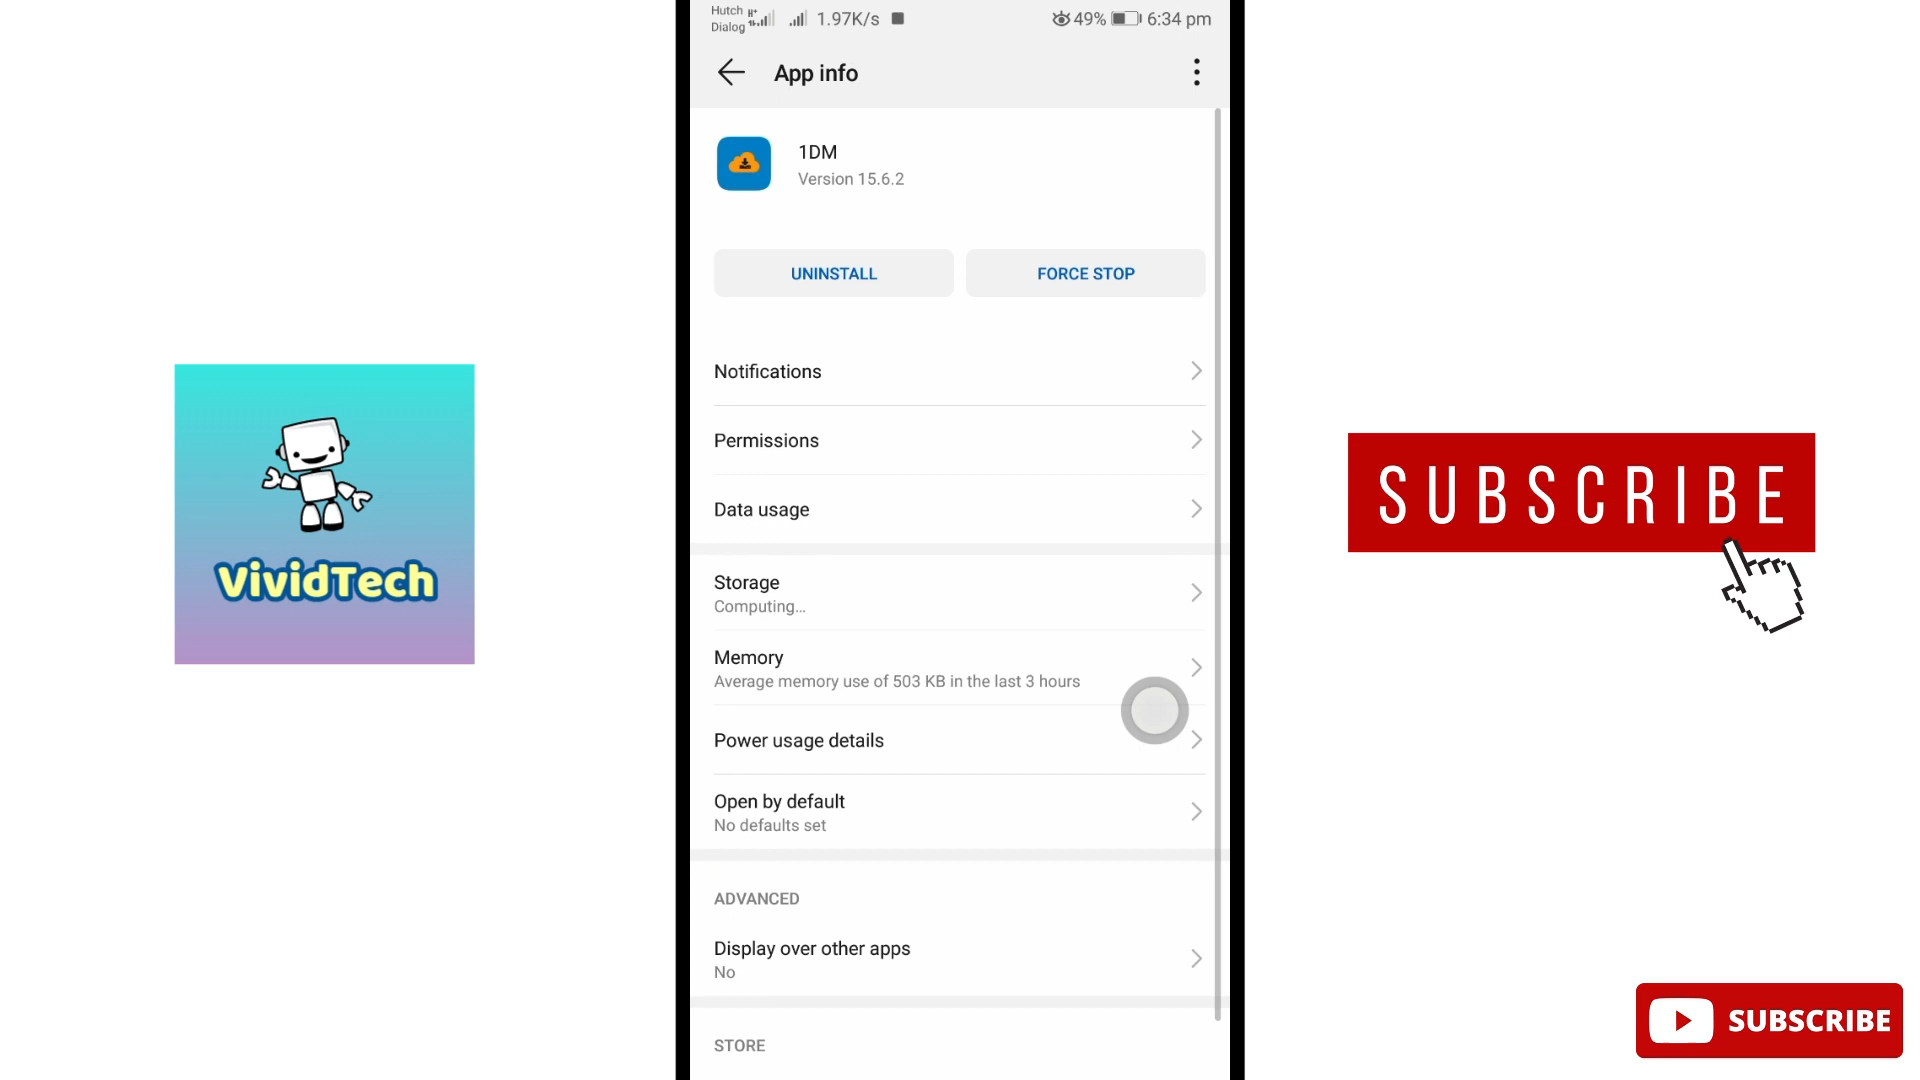 Hutch
Dialog
H+
1.97K/s
49%
6:34 pm
App info
1DM
Version 15.6.2
UNINSTALL
FORCE STOP
Notifications
Permissions
Data usage
Storage
Computing...
Memory
Average memory use of 503 KB in the last 3 hours
Power usage details
Open by default
No defaults set
ADVANCED
Display over other apps
No
STORE
VividTech
SUBSCRIBE
SUBSCRIBE